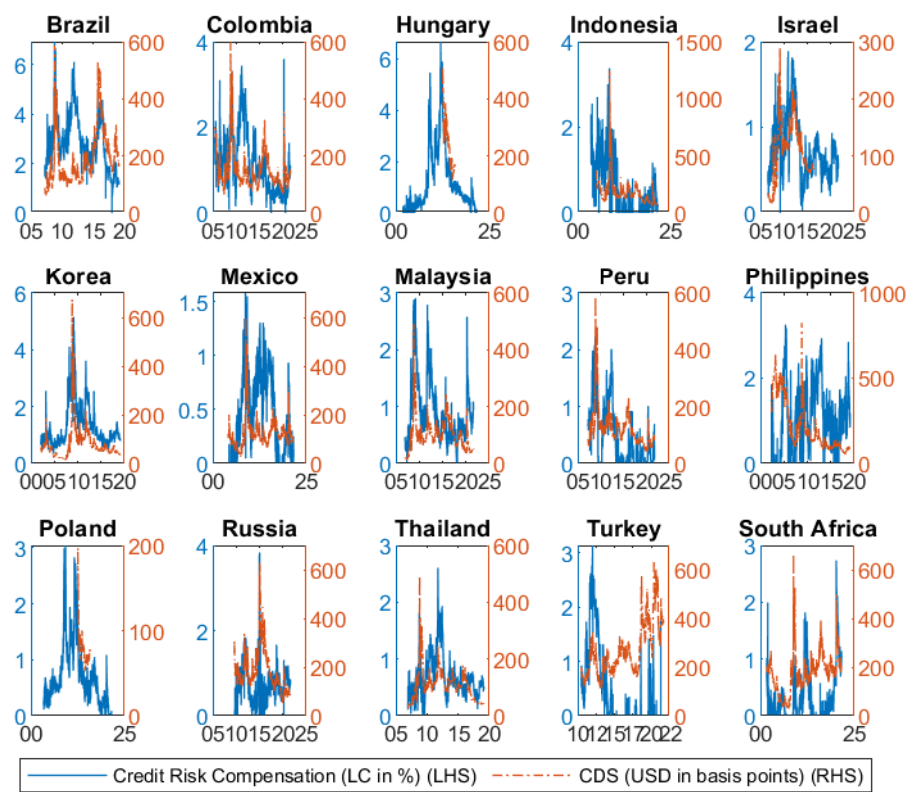 Brazil Colombia Hungary Indonesia Israel
6 600 4 600 600 4 1500 300
6
4 400 400 4 400 1000 2 200
2 2 1
2 200 200 2 200 500 100
0 0 0 0 0 0 0 0 0 0
05 10 15 20 0510152025 00 25 00 25 05 10 15 20 25
Korea Mexico Malaysia Peru Philippines
6 1.5 600 3 600 3 600 4 1000
600
4 400 1 400 2 400 2 400 2 500
2 200 0.5 200 1 200 1 200
0 0 0 0 0 0 0 0 0 0
0005101520 00 25 0510152025 0510152025 0005101520
Poland Russia Thailand Turkey South Africa
3 200 4 600 3 600 3 600 3 600
2 400 2 400 2 400 2 400
100 2
1 200 1 200 1 200 1 200
0 0 0 0 0 0 0 0 0 0
00 25 0510152025 10 15 20 101215172022 00 25
Credit Risk Compensation (LC in %) (LHS) CDS (USD in basis points) (RHS)